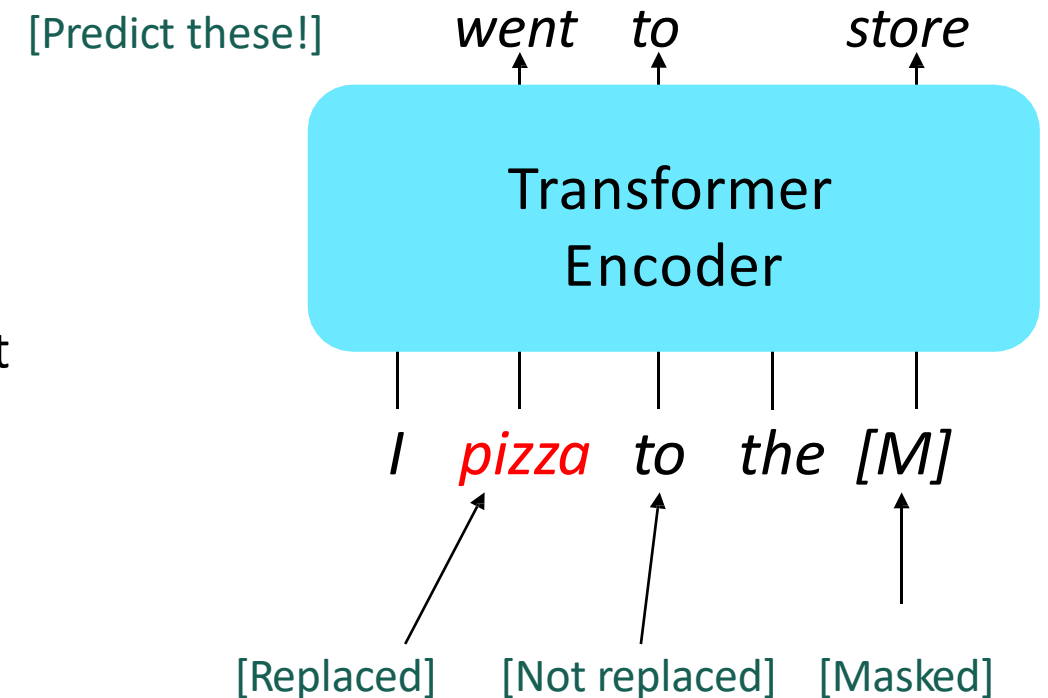 [Predict these!] went to store
Transformer
Encoder
t
I pizza to the [M]
[Replaced] [Not replaced] [Masked]